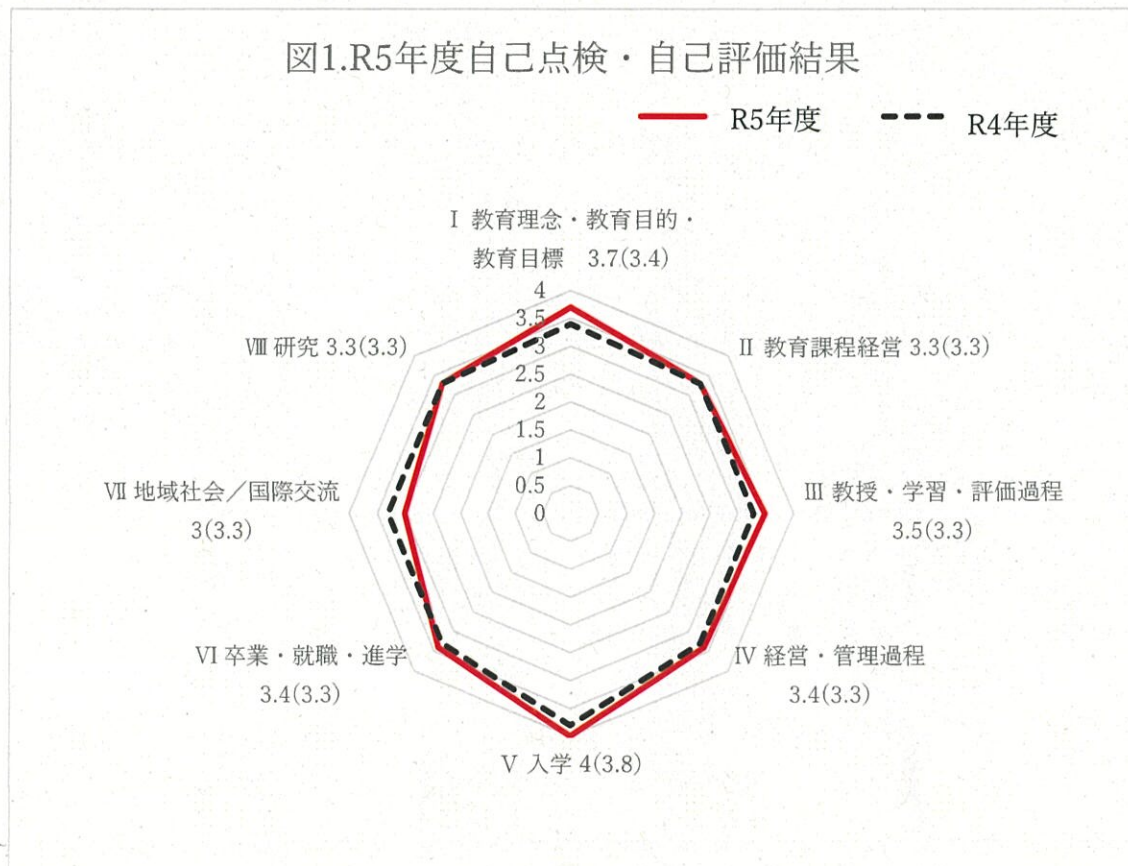 図1.R5年度自己点検・自己評価結果
R5年度
R4年度
Ⅰ 教育理念・教育目的・
教育目標 3.7(3.4)
Ⅱ 教育課程経営 3.3(3.3)
Ⅲ 教授・学習・評価過程
3.5(3.3)
Ⅳ 経営・管理過程
3.4(3.3)
Ⅴ 入学 4(3.8)
Ⅵ 卒業・就職・進学
3.4(3.3)
Ⅶ 地域社会／国際交流
3(3.3)
Ⅷ 研究 3.3(3.3)
4
3.5
3
2.5
2
1.5
1
0.5
0